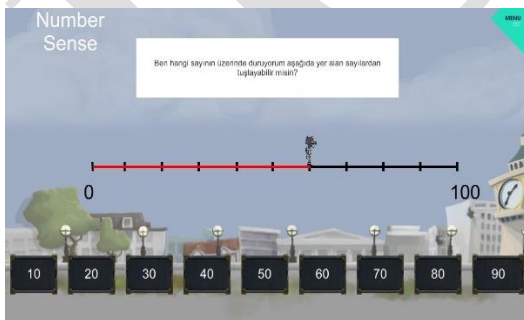 Number
Sense
MENU
Ben hangi sayının üzerinde duruyorum aşağıda yer alan sayılardan
tuşlayabilir misin?
0
100
10 20 30 40 50 60 70 80 90